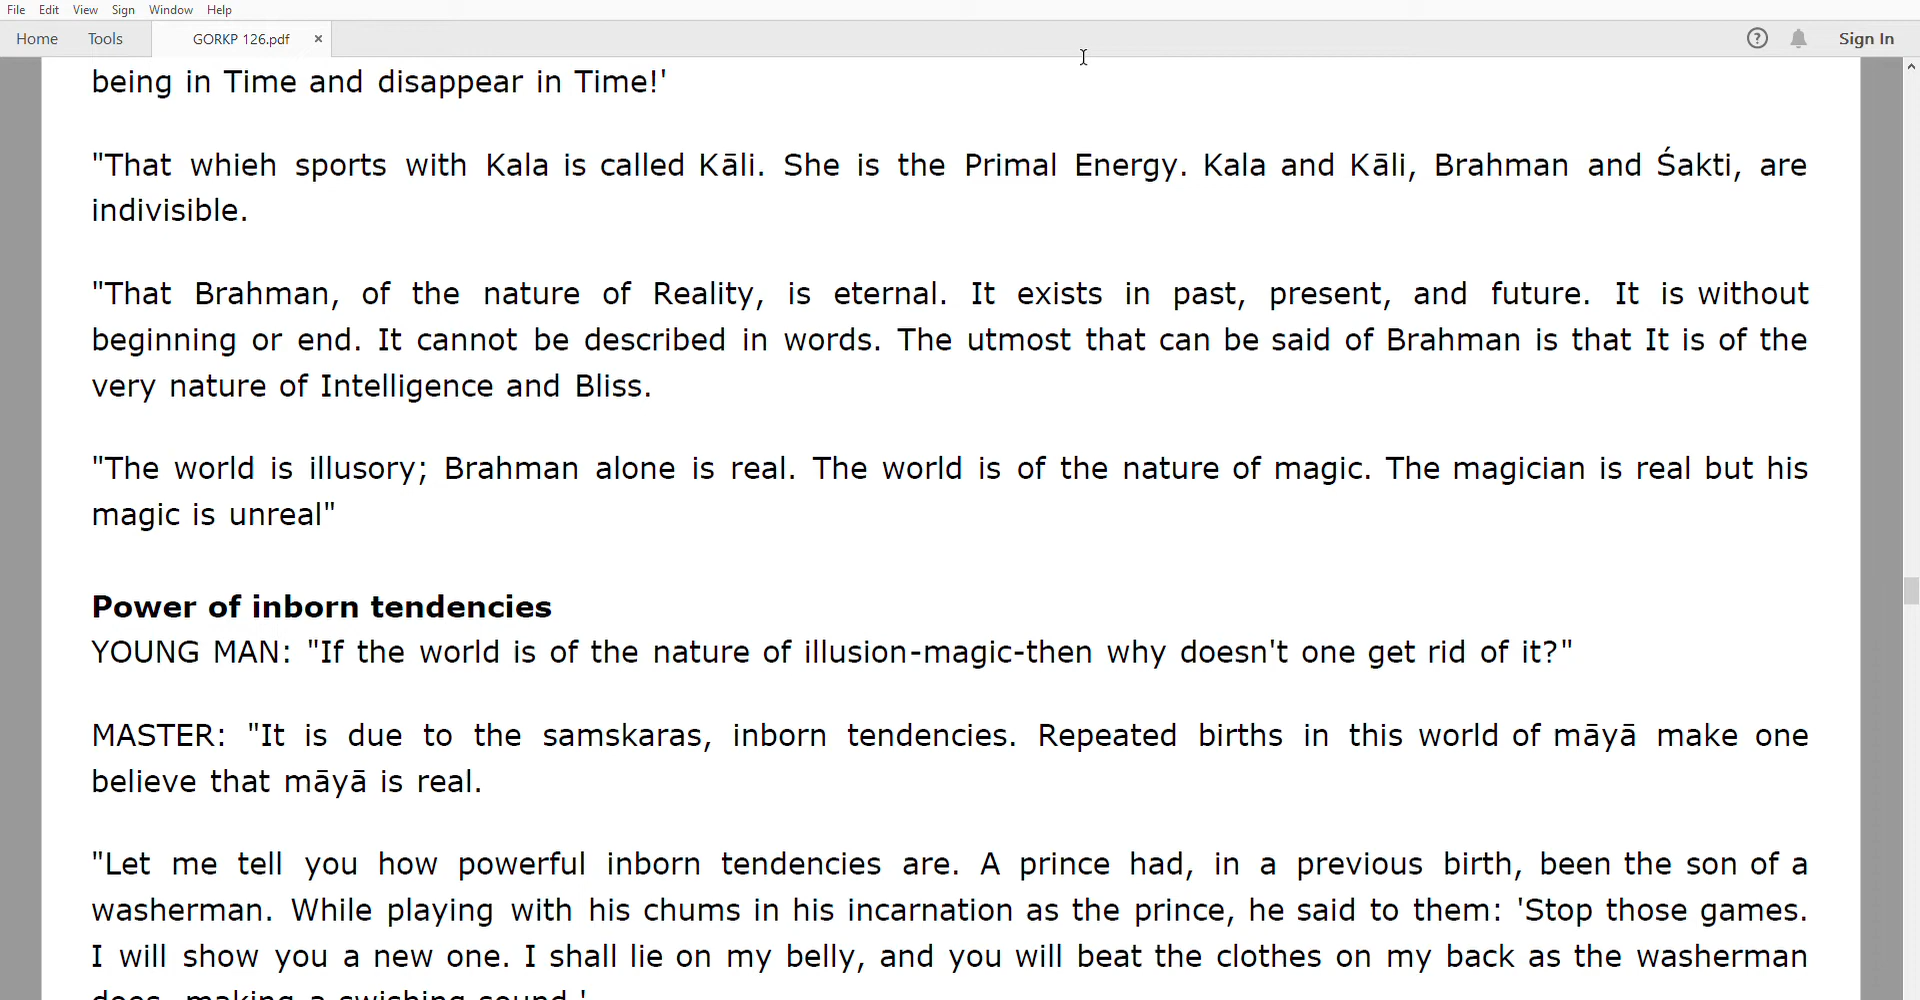 File Edit View Sign Window Help
Home Tools GORKP 126.pdf × ? Sign In
being in Time and disappear in Time!'
"That whieh sports with Kala is called Kāli. She is the Primal Energy. Kala and Kāli, Brahman and Śakti, are
indivisible.
"That Brahman, of the nature of Reality, is eternal. It exists in past, present, and future. It is without
beginning or end. It cannot be described in words. The utmost that can be said of Brahman is that It is of the
very nature of Intelligence and Bliss.
"The world is illusory; Brahman alone is real. The world is of the nature of magic. The magician is real but his
magic is unreal"
Power of inborn tendencies
YOUNG MAN: "If the world is of the nature of illusion-magic-then why doesn't one get rid of it?"
MASTER: "It is due to the samskaras, inborn tendencies. Repeated births in this world of māyā make one
believe that māyā is real.
"Let me tell you how powerful inborn tendencies are. A prince had, in a previous birth, been the son of a
washerman. While playing with his chums in his incarnation as the prince, he said to them: 'Stop those games.
I will show you a new one. I shall lie on my belly, and you will beat the clothes on my back as the washerman
does, making a swishing sound.'